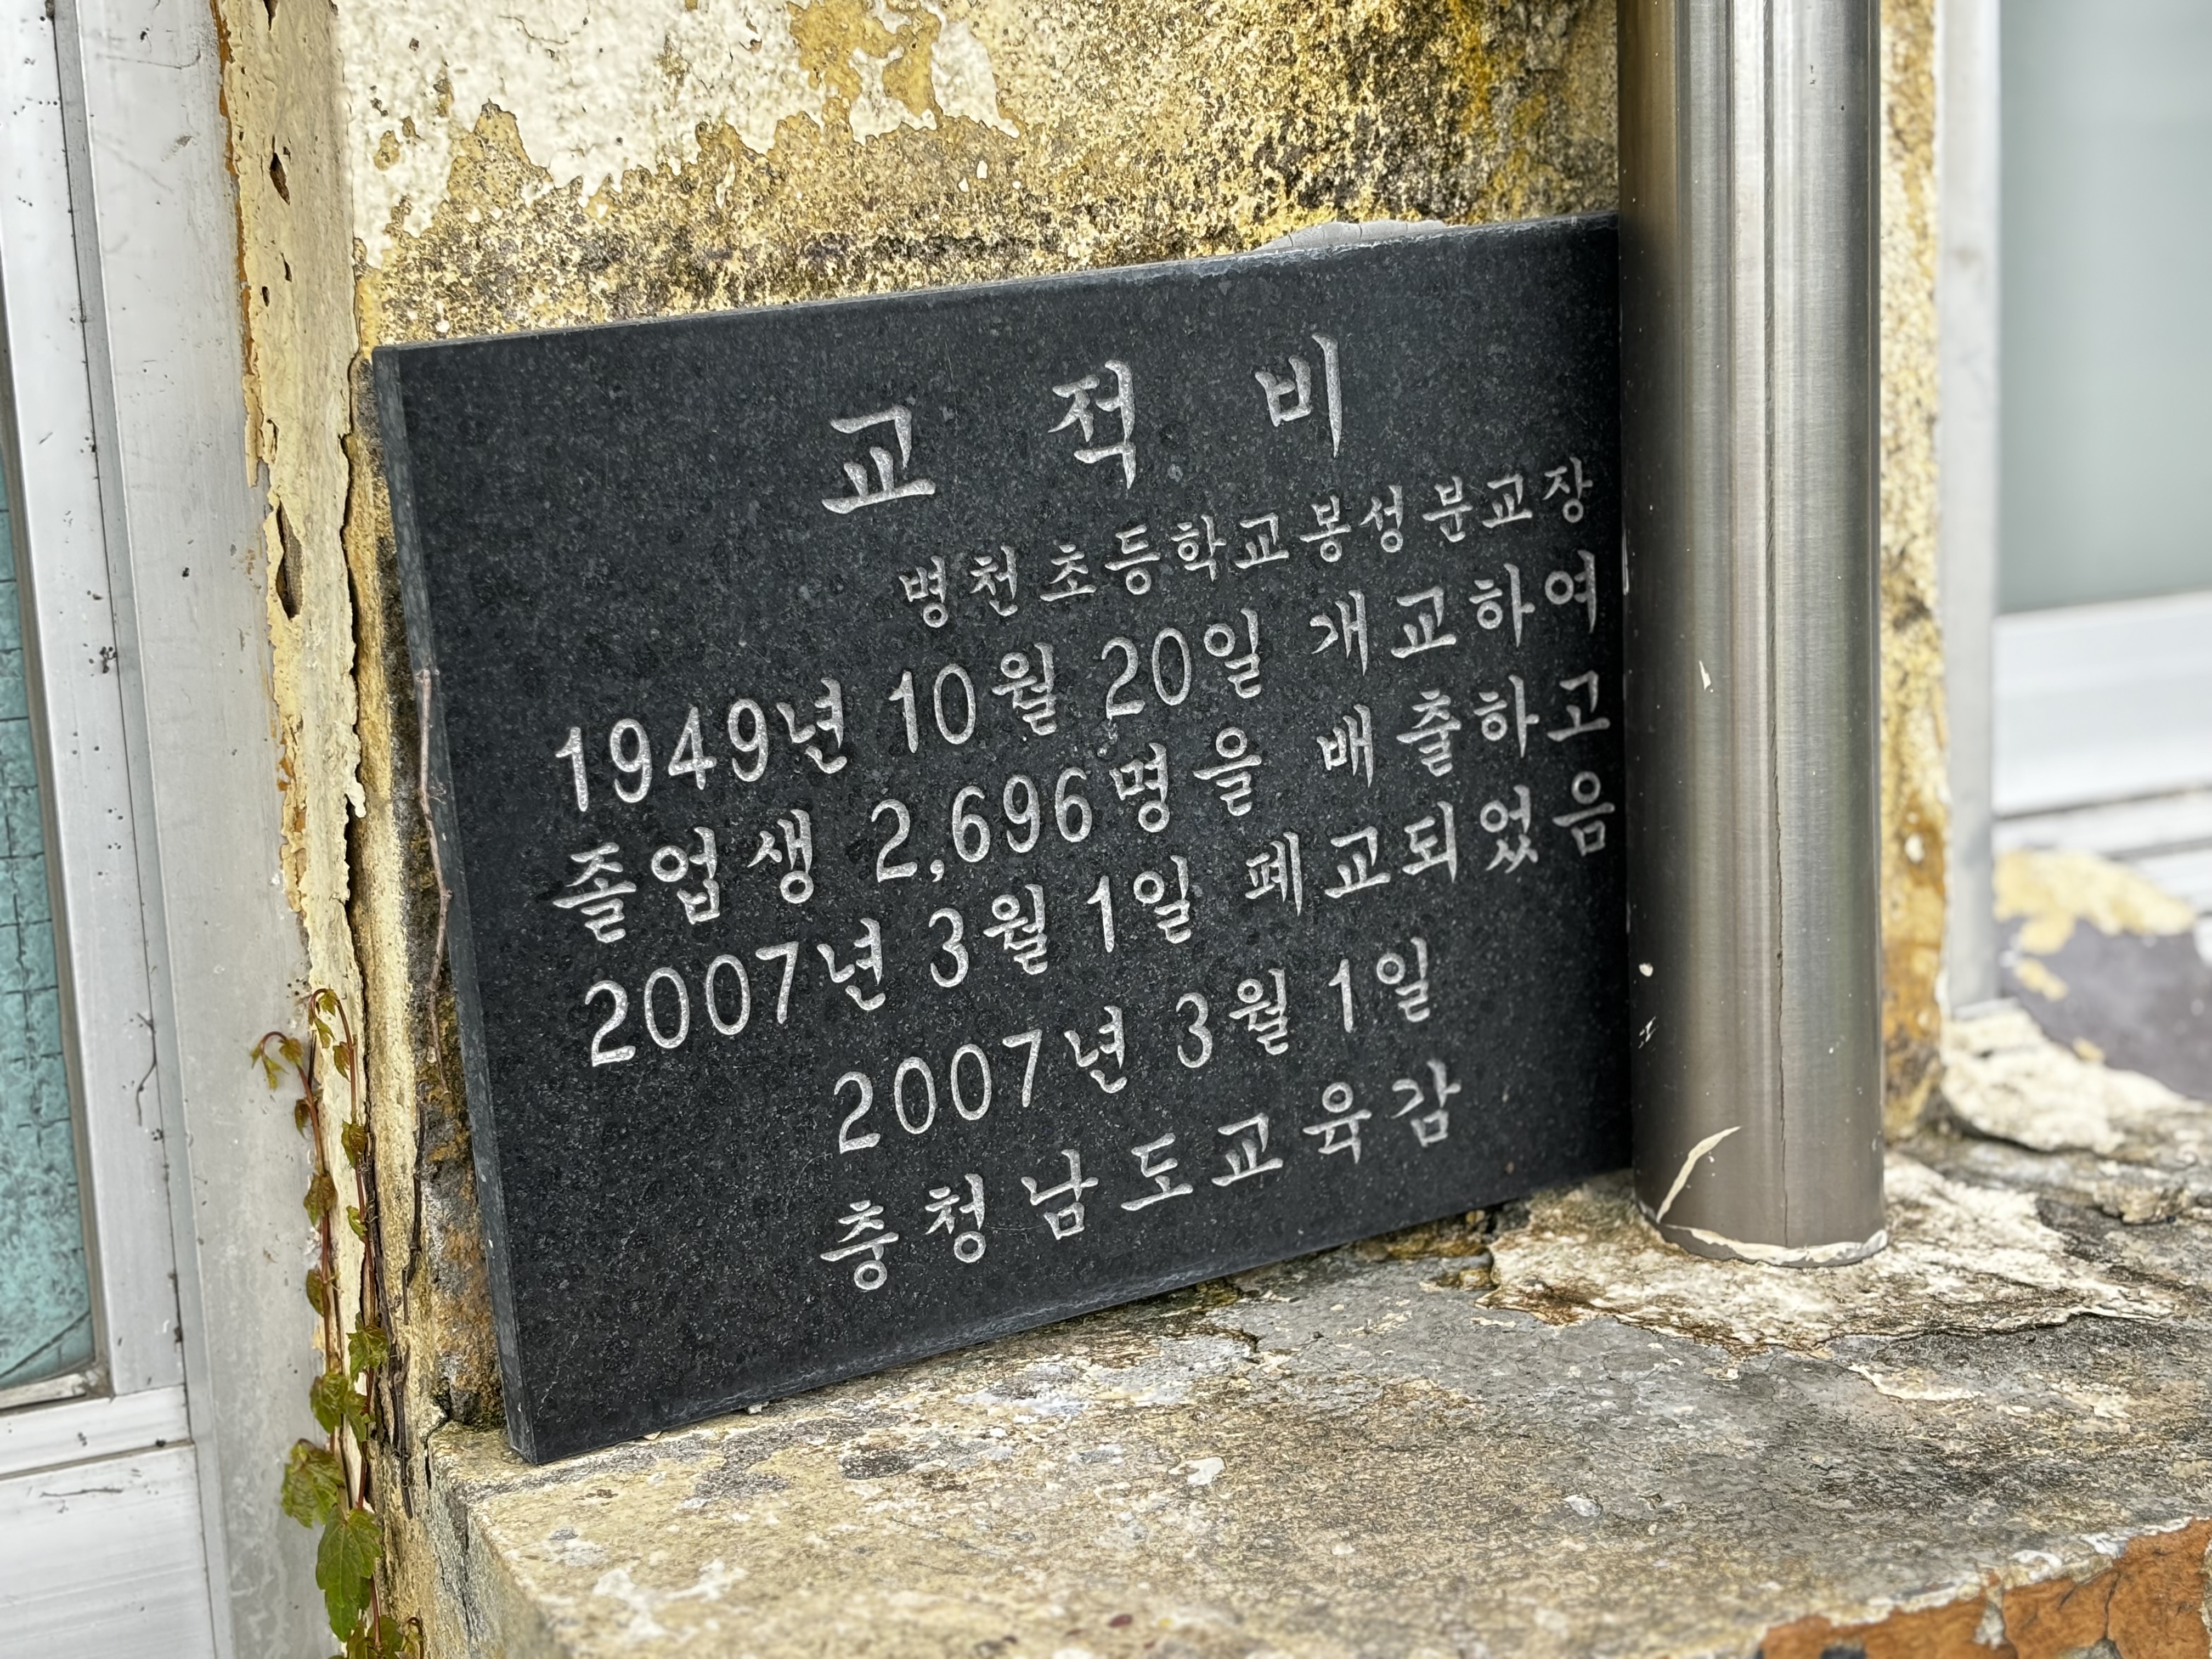 교 적 비
병천초등학교봉성분교장
1949년 10월 20일 개교하여
졸업생 2,696명을 배출하고
2007년 3월 1일 폐교되었음
2007년 3월 1일
충청남도교육감